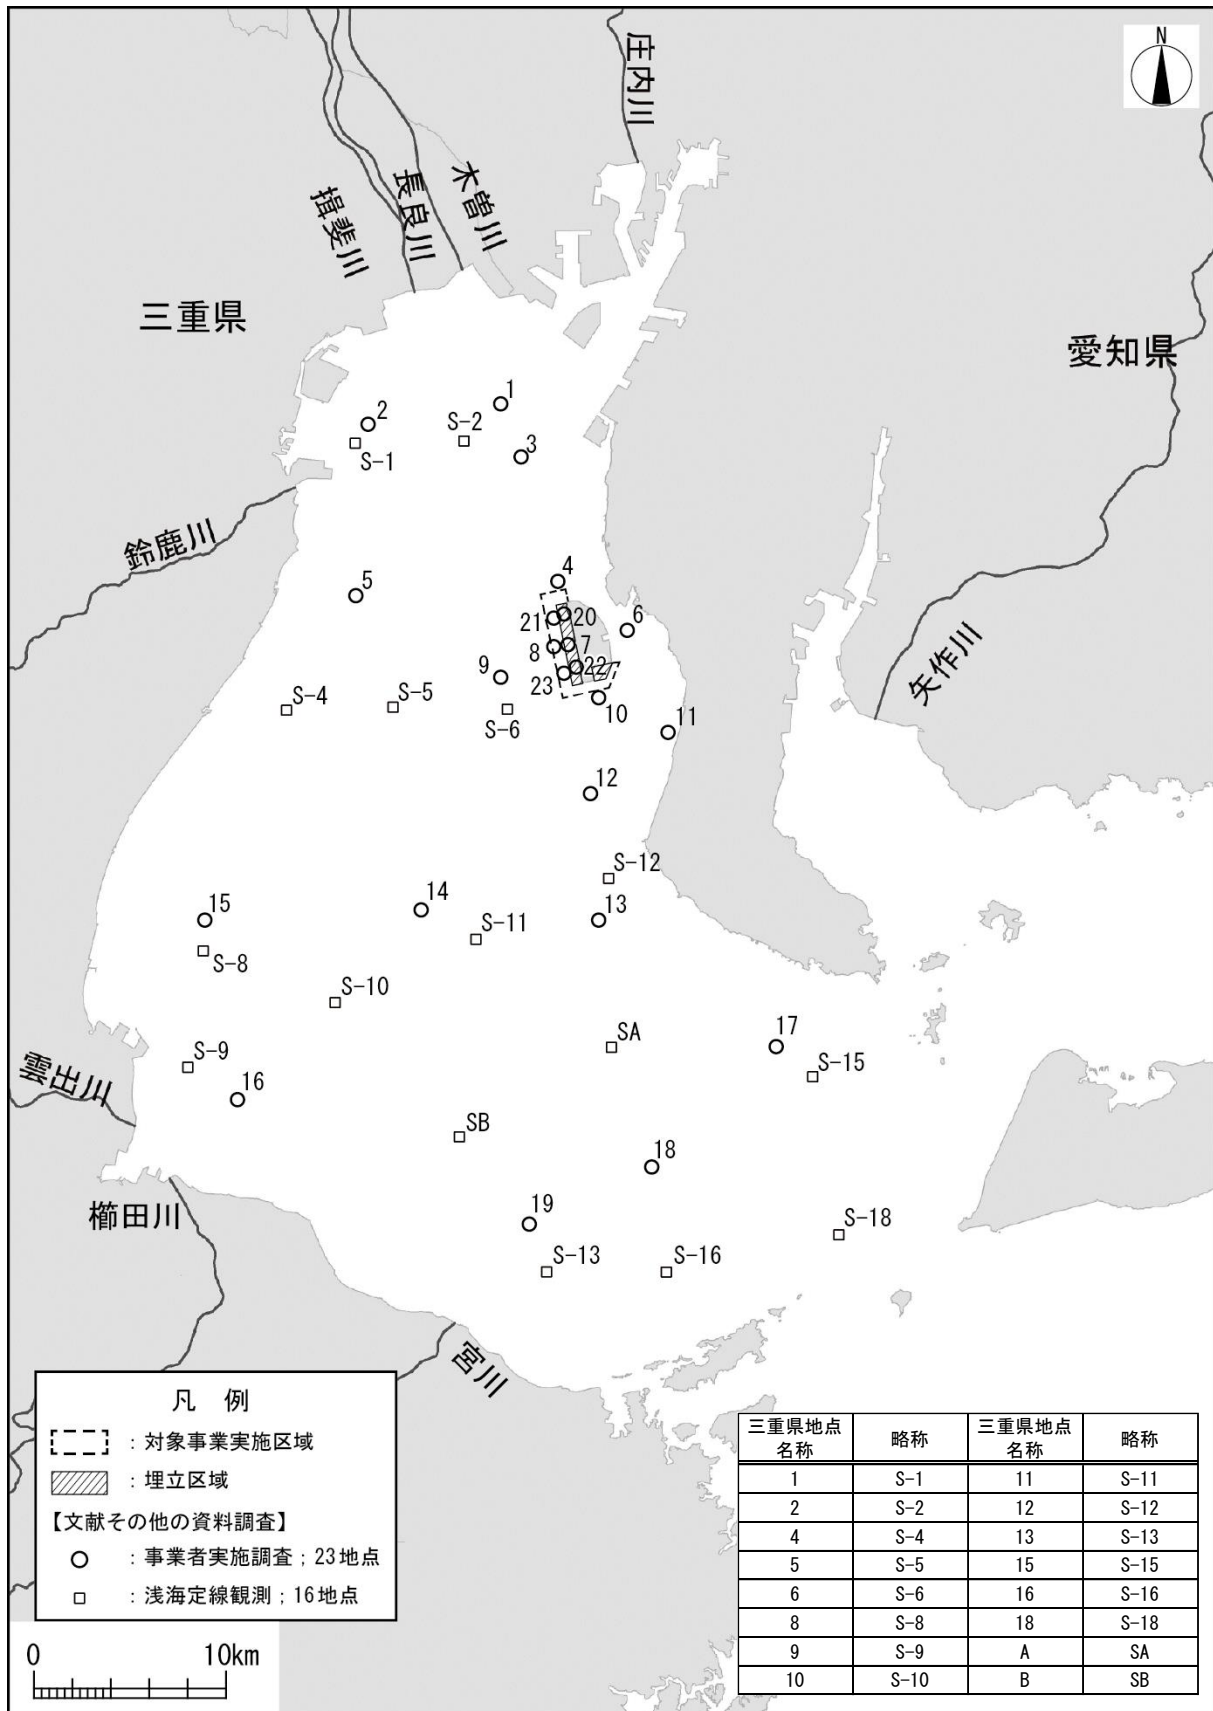 N
庄内川
木曽川
長良川
揖斐川
三重県
愛知県
1
2
S-2
3
S-1
鈴鹿川
4
5
20
21
6
8
7
9
22
23
S-4
S-5
S-6
10
11
矢作川
12
S-12
14
15
13
S-11
S-8
S-10
17
SA
S-9
S-15
雲出川
16
SB
18
19
櫛田川
S-18
S-13
S-16
宮川
凡 例
：対象事業実施区域
：埋立区域
【文献その他の資料調査】
：事業者実施調査；23地点
：浅海定線観測；16地点
0 10km
三重県地点名称 略称 三重県地点名称 略称
1 S-1 11 S-11
2 S-2 12 S-12
4 S-4 13 S-13
5 S-5 15 S-15
6 S-6 16 S-16
8 S-8 18 S-18
9 S-9 A SA
10 S-10 B SB